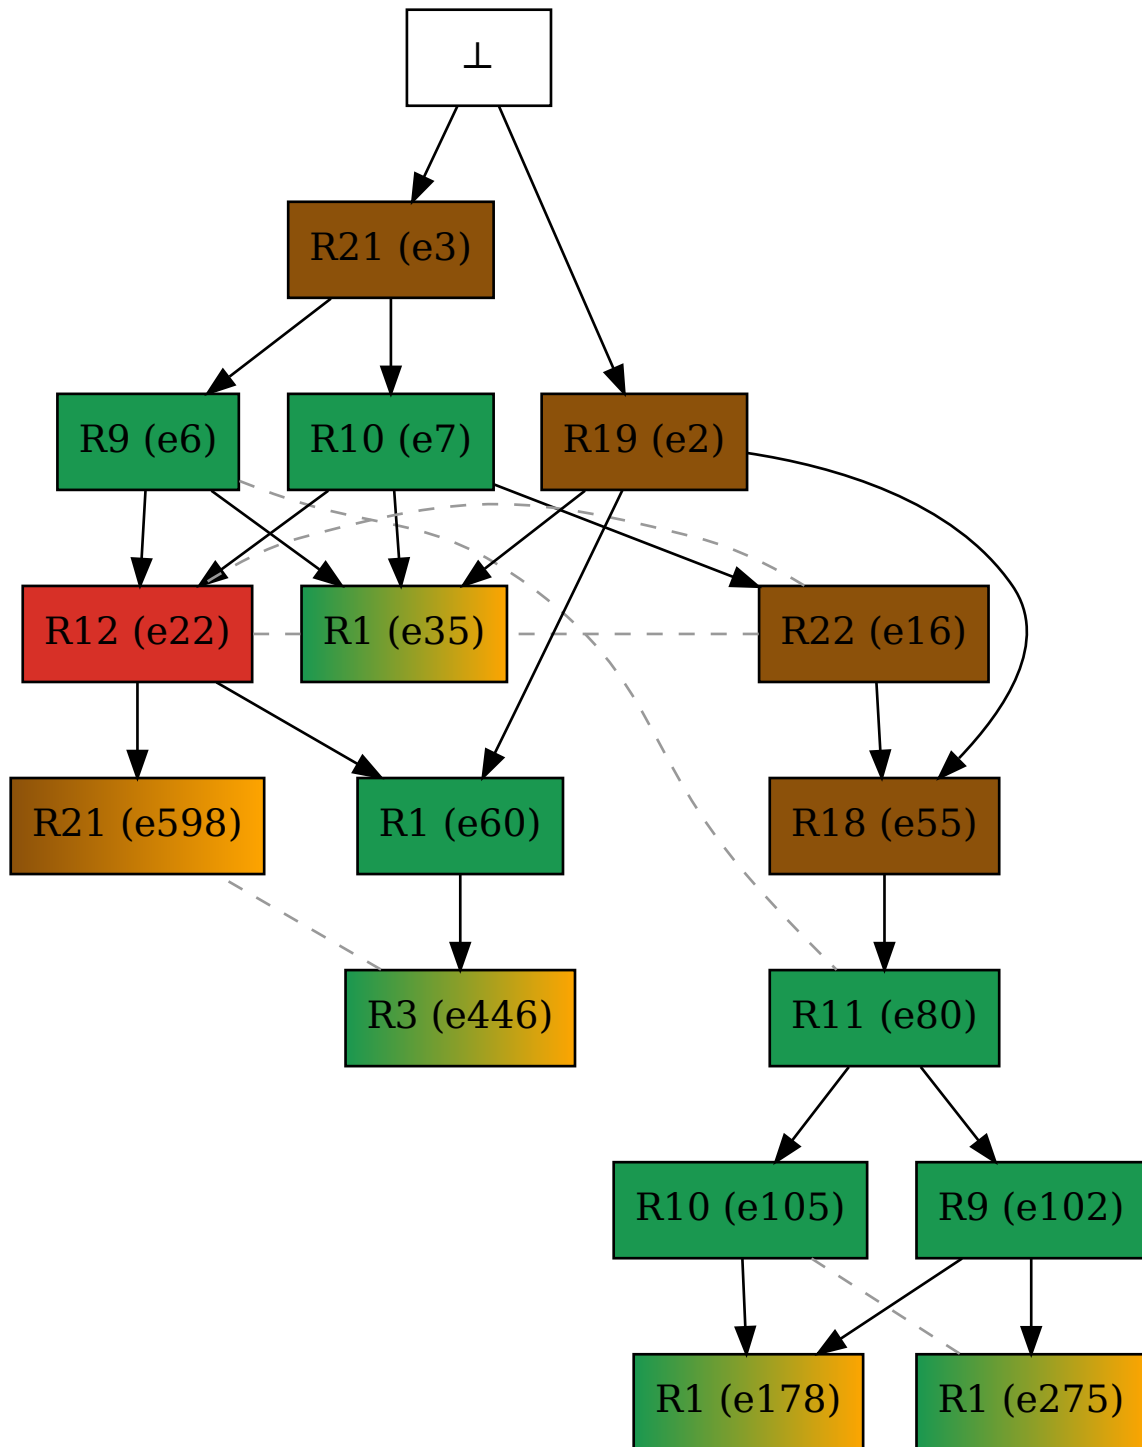 ⊥
R21 (e3)
R9 (e6)
R10 (e7)
R19 (e2)
R12 (e22)
R1 (e35)
R22 (e16)
R21 (e598)
R1 (e60)
R18 (e55)
R3 (e446)
R11 (e80)
R10 (e105)
R9 (e102)
R1 (e178)
R1 (e275)